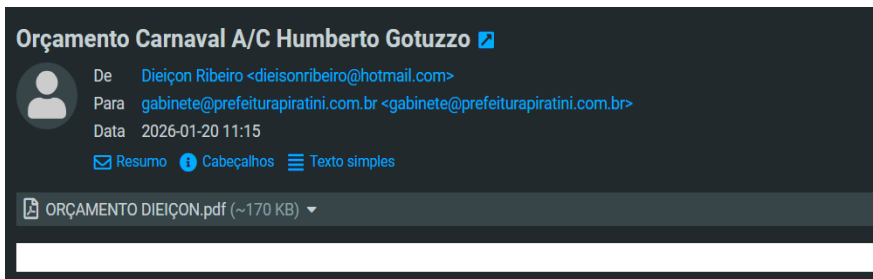 Orçamento Carnaval A/C Humberto Gotuzzo
De Dieiçon Ribeiro <dieisonribeiro@hotmail.com>
Para gabinete@prefeiturapiratini.com.br <gabinete@prefeiturapiratini.com.br>
Data 2026-01-20 11:15
Resumo Cabeçalhos Texto simples
ORÇAMENTO DIEIÇON.pdf (~170 KB)